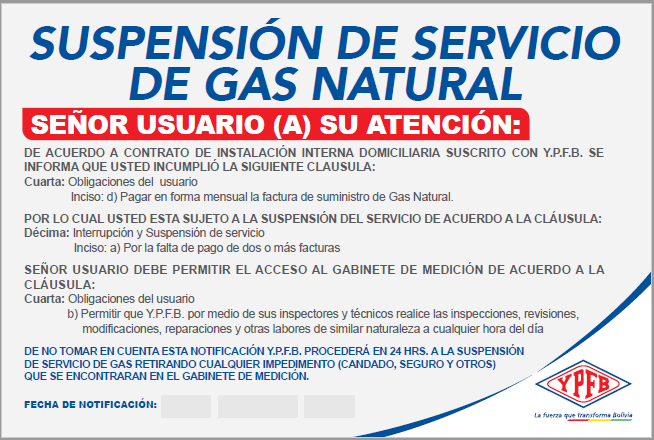 SUSPENSIÓN DE SERVICIO
DE GAS NATURAL
SEÑOR USUARIO (A) SU ATENCIÓN:
DE ACUERDO A CONTRATO DE INSTALACIÓN INTERNA DOMICILIARIA SUSCRITO CON Y.P.F.B. SE
INFORMA QUE USTED INCUMPLIÓ LA SIGUIENTE CLAUSULA:
Cuarta: Obligaciones del usuario
Inciso: d) Pagar en forma mensual la factura de suministro de Gas Natural.
POR LO CUAL USTED ESTA SUJETO A LA SUSPENSIÓN DEL SERVICIO DE ACUERDO A LA CLÁUSULA:
Décima: Interrupción y Suspensión de servicio
Inciso: a) Por la falta de pago de dos o más facturas
SEÑOR USUARIO DEBE PERMITIR EL ACCESO AL GABINETE DE MEDICIÓN DE ACUERDO A LA
CLÁUSULA:
Cuarta: Obligaciones del usuario
b) Permitir que Y.P.F.B. por medio de sus inspectores y técnicos realice las inspecciones, revisiones,
modificaciones, reparaciones y otras labores de similar naturaleza a cualquier hora del día
DE NO TOMAR EN CUENTA ESTA NOTIFICACIÓN Y.P.F.B. PROCEDERÁ EN 24 HRS. A LA SUSPENSIÓN
DE SERVICIO DE GAS RETIRANDO CUALQUIER IMPEDIMENTO (CANDADO, SEGURO Y OTROS)
QUE SE ENCONTRARAN EN EL GABINETE DE MEDICIÓN.
FECHA DE NOTIFICACIÓN:
YPFB
La fuerza que transforma Bolivia